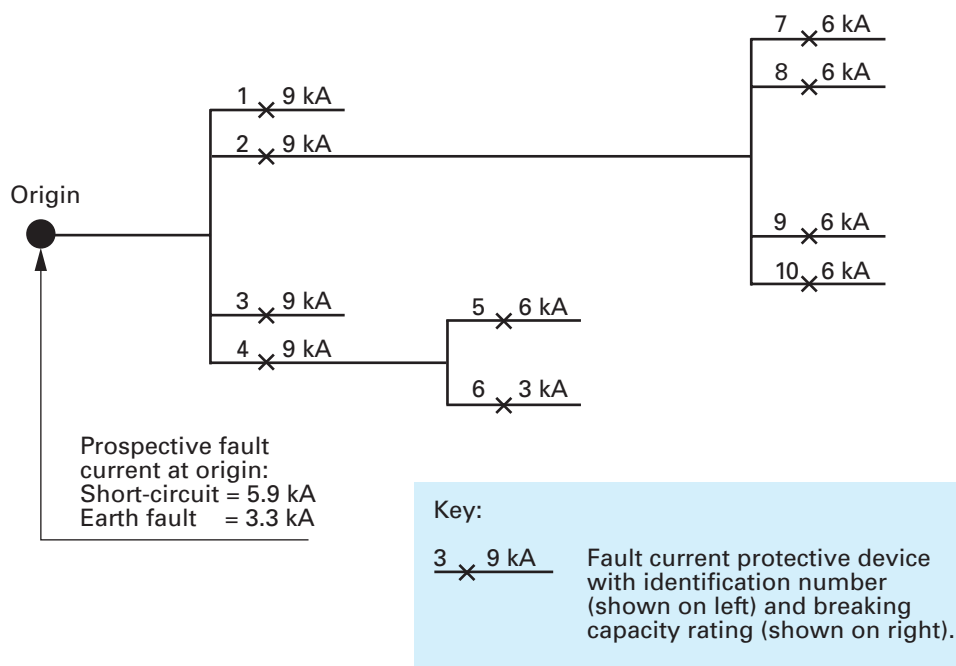 7 6 kA
8 6 kA
1 9 kA
2 9 kA
Origin
9 6 kA
10 6 kA
3 9 kA
5 6 kA
4 9 kA
6 3 kA
Prospective fault
current at origin:
Short-circuit = 5.9 kA
Earth fault = 3.3 kA
Key:
3 9 kA
Fault current protective device
with identification number
(shown on left) and breaking
capacity rating (shown on right).